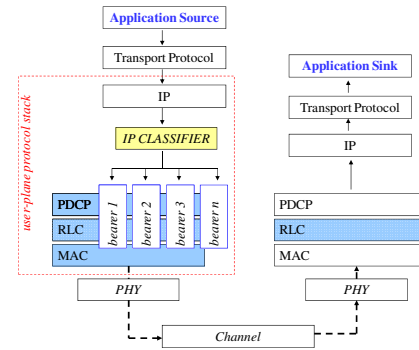 Application Source
Transport Protocol
IP
IP CLASSIFIER
user-plane protocol stack
PDCP
RLC
MAC
bearer 1
bearer 2
bearer 3
bearer n
PHY
Channel
Application Sink
Transport Protocol
IP
PDCP
RLC
MAC
PHY